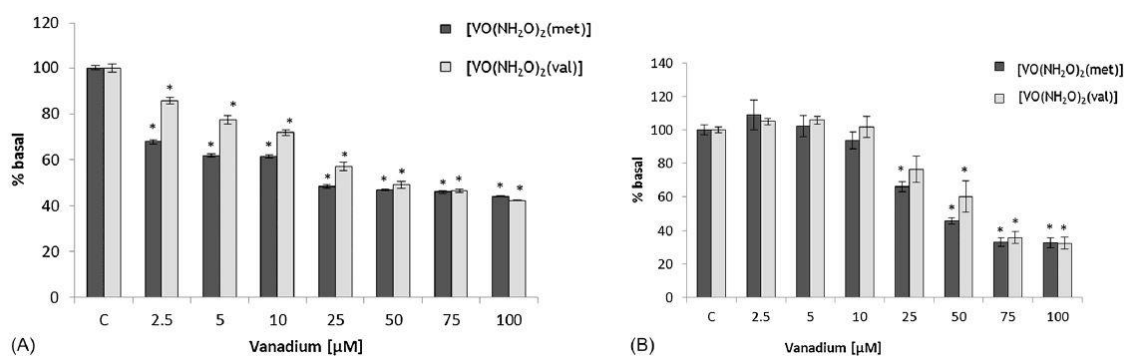 120
100
80
60
40
20
0
% basal
[VO(NH₂O)₂(met)]
[VO(NH₂O)₂(val)]
* * * * * * * * * * * * * *
C 2.5 5 10 25 50 75 100
Vanadium [µM]
(A)
140
120
100
80
60
40
20
0
% basal
[VO(NH₂O)₂(met)]
[VO(NH₂O)₂(val)]
* * * * * * *
C 2.5 5 10 25 50 75 100
Vanadium [µM]
(B)